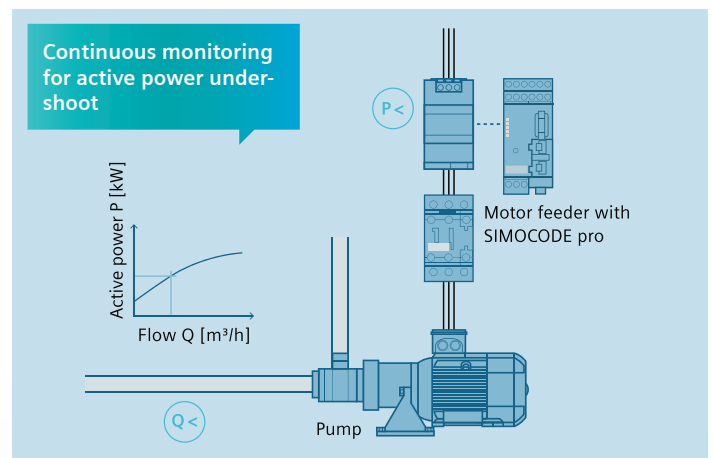 Continuous monitoring
for active power under-
shoot
P<
Motor feeder with
SIMOCODE pro
Active power P [kW]
Flow Q [m³/h]
Q<
Pump